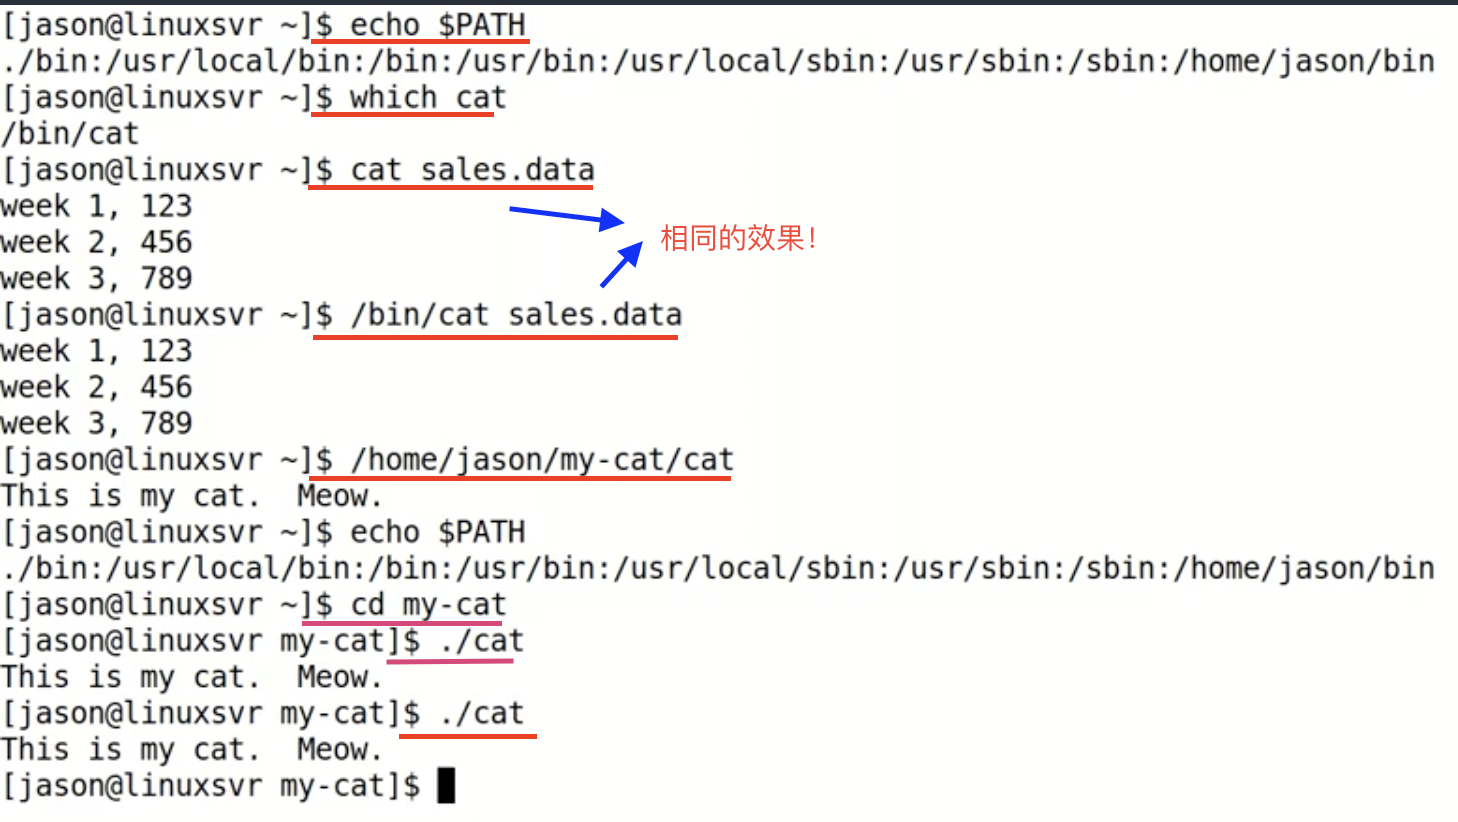 [jason@linuxsvr ~]$ echo $PATH
./bin:/usr/local/bin:/bin:/usr/bin:/usr/local/sbin:/usr/sbin:/sbin:/home/jason/bin
[jason@linuxsvr ~]$ which cat
/bin/cat
[jason@linuxsvr ~]$ cat sales.data
week 1, 123
week 2, 456
相同的效果!
week 3, 789
[jason@linuxsvr ~]$ /bin/cat sales.data
week 1, 123
week 2, 456
week 3, 789
[jason@linuxsvr ~]$ /home/jason/my-cat/cat
This is my cat.  Meow.
[jason@linuxsvr ~]$ echo $PATH
./bin:/usr/local/bin:/bin:/usr/bin:/usr/local/sbin:/usr/sbin:/sbin:/home/jason/bin
[jason@linuxsvr ~]$ cd my-cat
[jason@linuxsvr my-cat]$ ./cat
This is my cat.  Meow.
[jason@linuxsvr my-cat]$ ./cat
This is my cat.  Meow.
[jason@linuxsvr my-cat]$